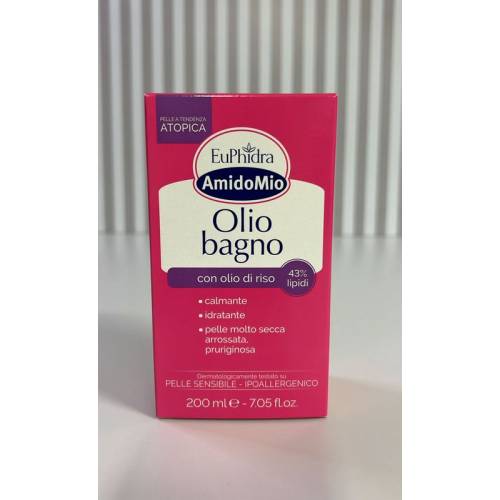 PELLE A TENDENZA
ATOPICA
EuPhidra
AmidoMio
Olio
bagno
con olio di riso
43%
lipidi
• calmante
• idratante
• pelle molto secca
arrossata,
pruriginosa
Dermatologicamente testato su
PELLE SENSIBILE - IPOALLERGENICO
200 ml e - 7.05 fl.oz.